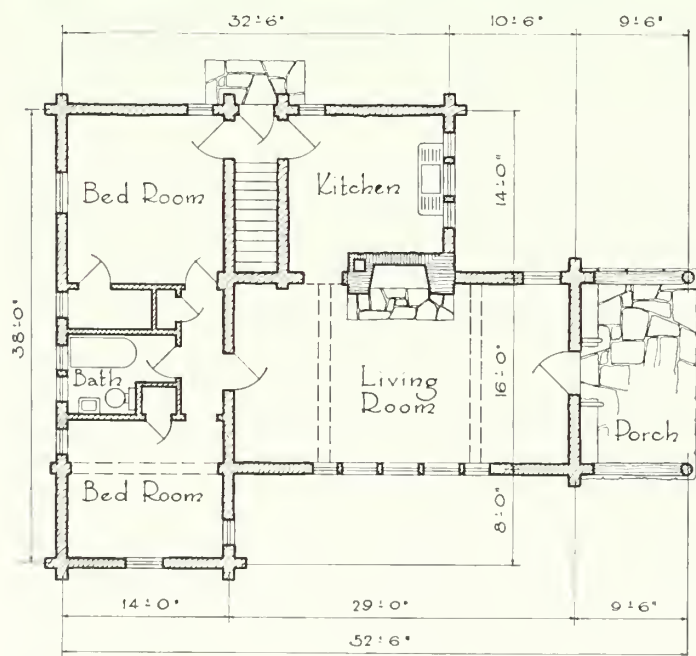 32'-6"
10'-6"
9'-6"
Bed Room
Kitchen
14'-0"
38'-0"
Bath
Living
Room
16'-0"
Porch
Bed Room
8'-0"
14'-0"
29'-0"
9'-6"
52'-6"